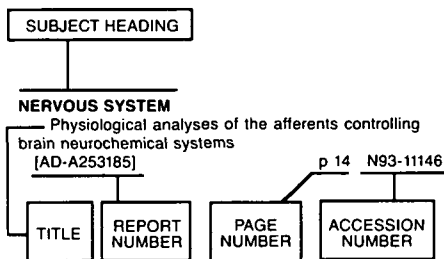 SUBJECT HEADING
NERVOUS SYSTEM
Physiological analyses of the afferents controlling
brain neurochemical systems
[AD-A253185] p 14 N93-11146
TITLE
REPORT
NUMBER
PAGE
NUMBER
ACCESSION
NUMBER